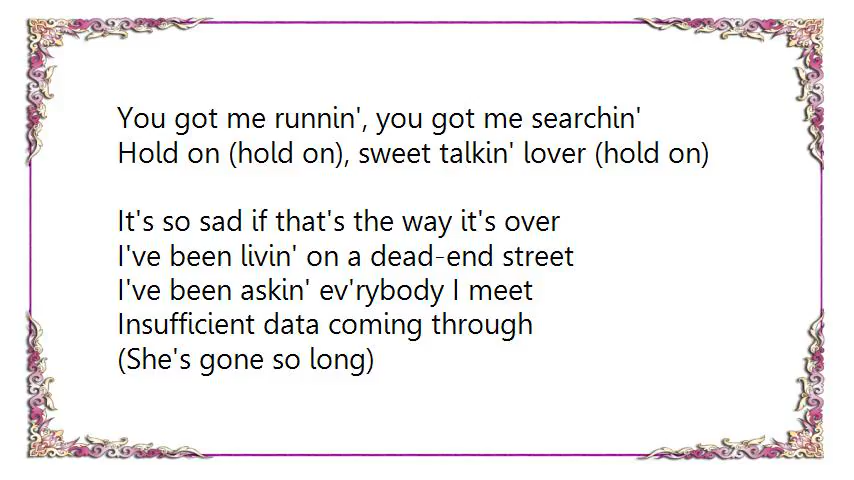 You got me runnin', you got me searchin'
Hold on (hold on), sweet talkin' lover (hold on)
It's so sad if that's the way it's over
I've been livin' on a dead-end street
I've been askin' ev'rybody I meet
Insufficient data coming through
(She's gone so long)